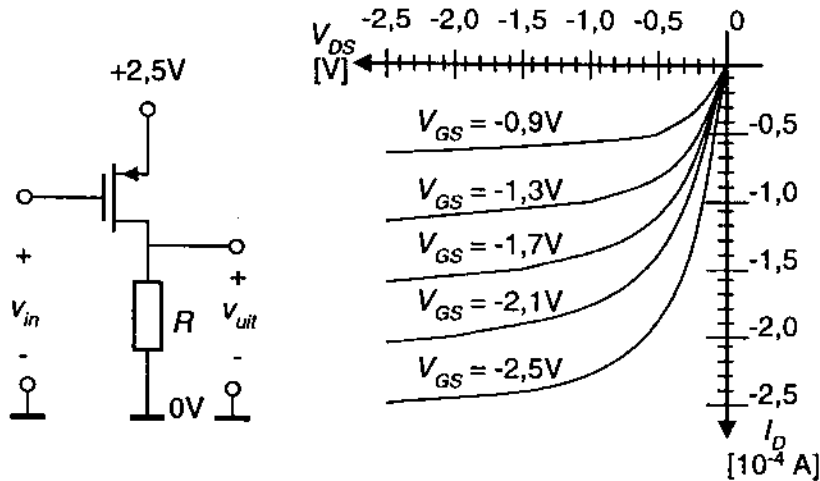 +2,5V
+
v_in
-
R
+
v_uit
-
0V
-2,5 -2,0 -1,5 -1,0 -0,5 0
V_DS
[V]
V_GS = -0,9V
V_GS = -1,3V
V_GS = -1,7V
V_GS = -2,1V
V_GS = -2,5V
-0,5
-1,0
-1,5
-2,0
-2,5
I_D
[10⁻⁴ A]